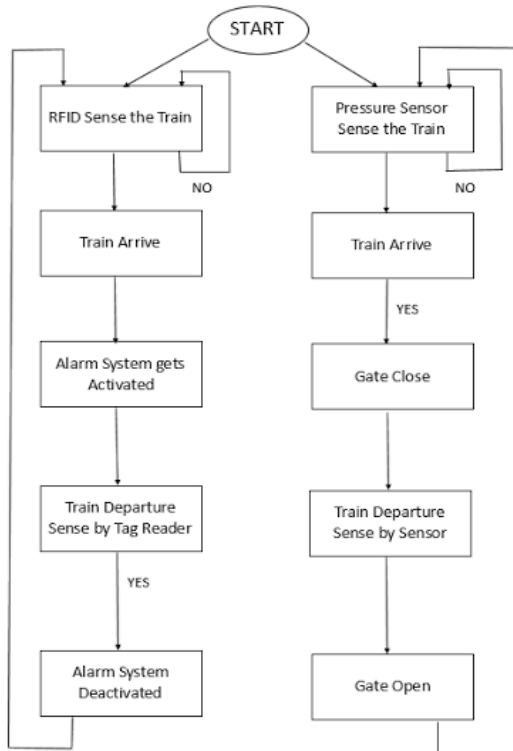 START
RFID Sense the Train
NO
Train Arrive
Alarm System gets
Activated
Train Departure
Sense by Tag Reader
YES
Alarm System
Deactivated
Pressure Sensor
Sense the Train
NO
Train Arrive
YES
Gate Close
Train Departure
Sense by Sensor
Gate Open